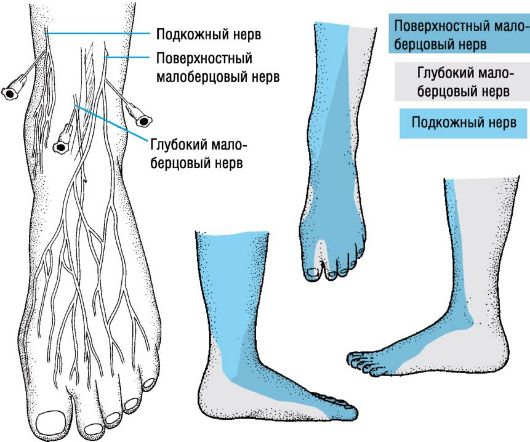 Подкожный нерв
Поверхностный
малоберцовый нерв
Глубокий мало-
берцовый нерв
Поверхностный мало-
берцовый нерв
Глубокий мало-
берцовый нерв
Подкожный нерв